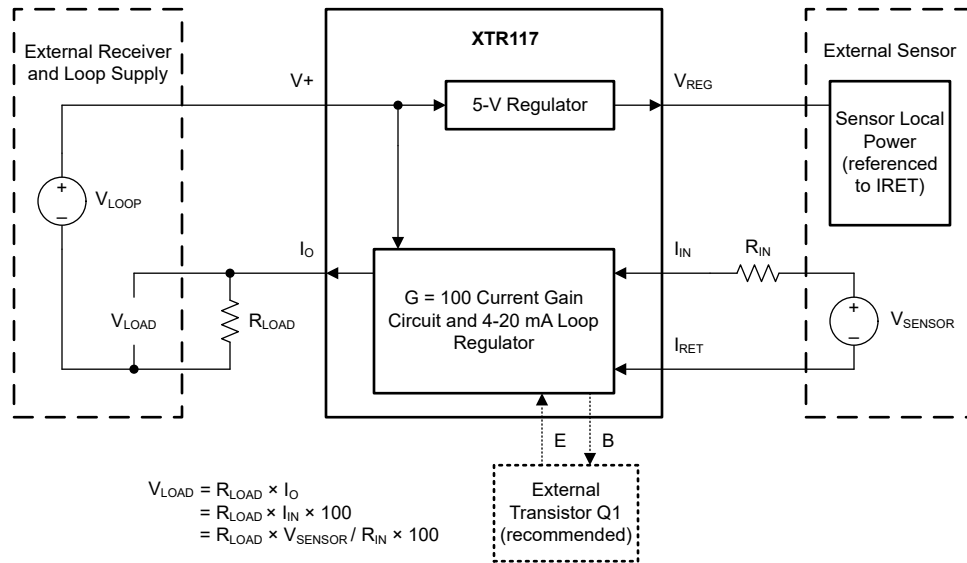 External Receiver
and Loop Supply
XTR117
External Sensor
V+
5-V Regulator
VREG
Sensor Local
Power
(referenced
to IRET)
+
VLOOP
–
IO
IIN
RIN
VLOAD
RLOAD
G = 100 Current Gain
Circuit and 4-20 mA Loop
Regulator
+
VSENSOR
–
IRET
E
B
VLOAD = RLOAD × IO
= RLOAD × IIN × 100
= RLOAD × VSENSOR / RIN × 100
External
Transistor Q1
(recommended)